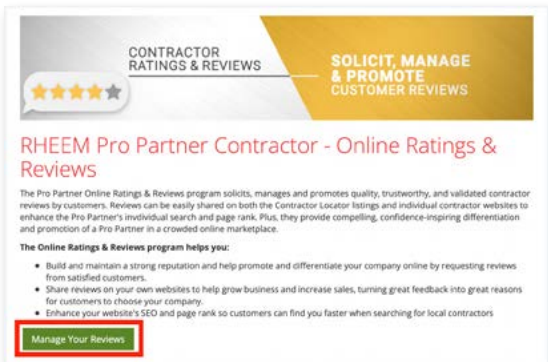 CONTRACTOR
RATINGS & REVIEWS
SOLICIT, MANAGE
& PROMOTE
CUSTOMER REVIEWS
RHEEM Pro Partner Contractor - Online Ratings &
Reviews
The Pro Partner Online Ratings & Reviews program solicits, manages and promotes quality, trustworthy, and validated contractor
reviews by customers. Reviews can be easily shared on both the Contractor Locator listings and individual contractor websites to
enhance the Pro Partner's invdividual search and page rank. Plus, they provide compelling, confidence-inspiring differentiation
and promotion of a Pro Partner in a crowded online marketplace.
The Online Ratings & Reviews program helps you:
• Build and maintain a strong reputation and help promote and differentiate your company online by requesting reviews
from satisfied customers.
• Share reviews on your own websites to help grow business and increase sales, turning great feedback into great reasons
for customers to choose your company.
• Enhance your website's SEO and page rank so customers can find you faster when searching for local contractors
Manage Your Reviews